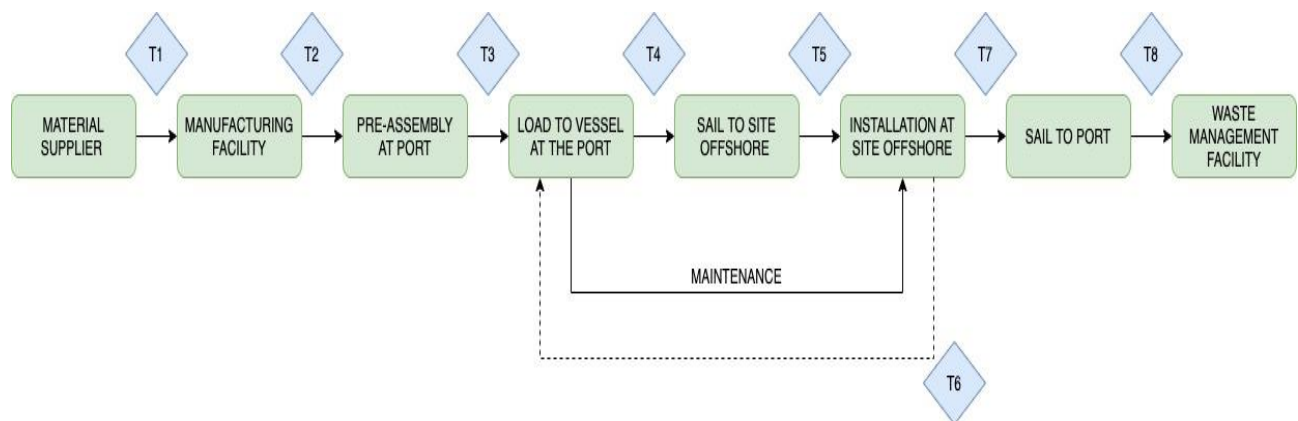 T1
T2
T3
T4
T5
T7
T8
MATERIAL
SUPPLIER
MANUFACTURING
FACILITY
PRE-ASSEMBLY
AT PORT
LOAD TO VESSEL
AT THE PORT
SAIL TO SITE
OFFSHORE
INSTALLATION AT
SITE OFFSHORE
SAIL TO PORT
WASTE
MANAGEMENT
FACILITY
MAINTENANCE
T6